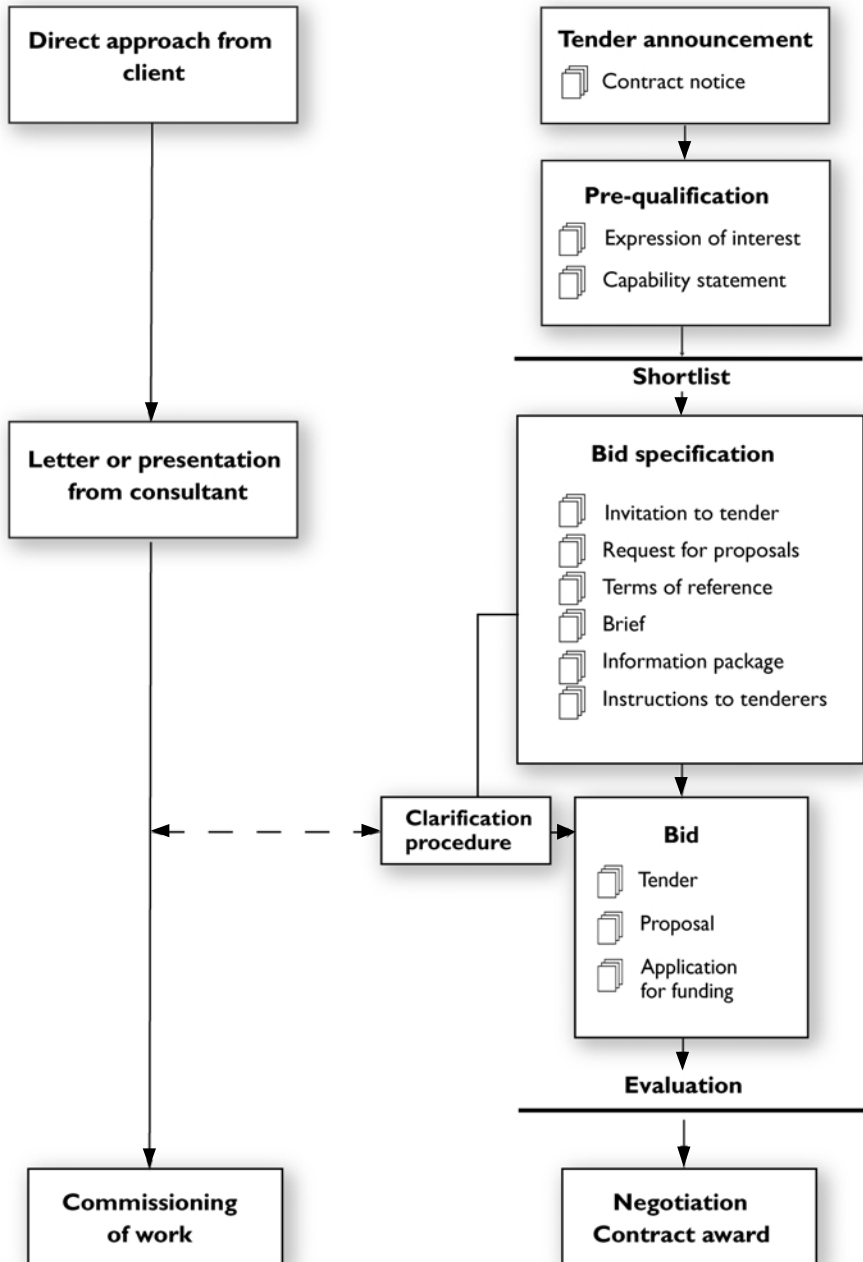 Direct approach from
client
Letter or presentation
from consultant
Commissioning
of work
Tender announcement
Contract notice
Pre-qualification
Expression of interest
Capability statement
Shortlist
Bid specification
Invitation to tender
Request for proposals
Terms of reference
Brief
Information package
Instructions to tenderers
Clarification
procedure
Bid
Tender
Proposal
Application
for funding
Evaluation
Negotiation
Contract award